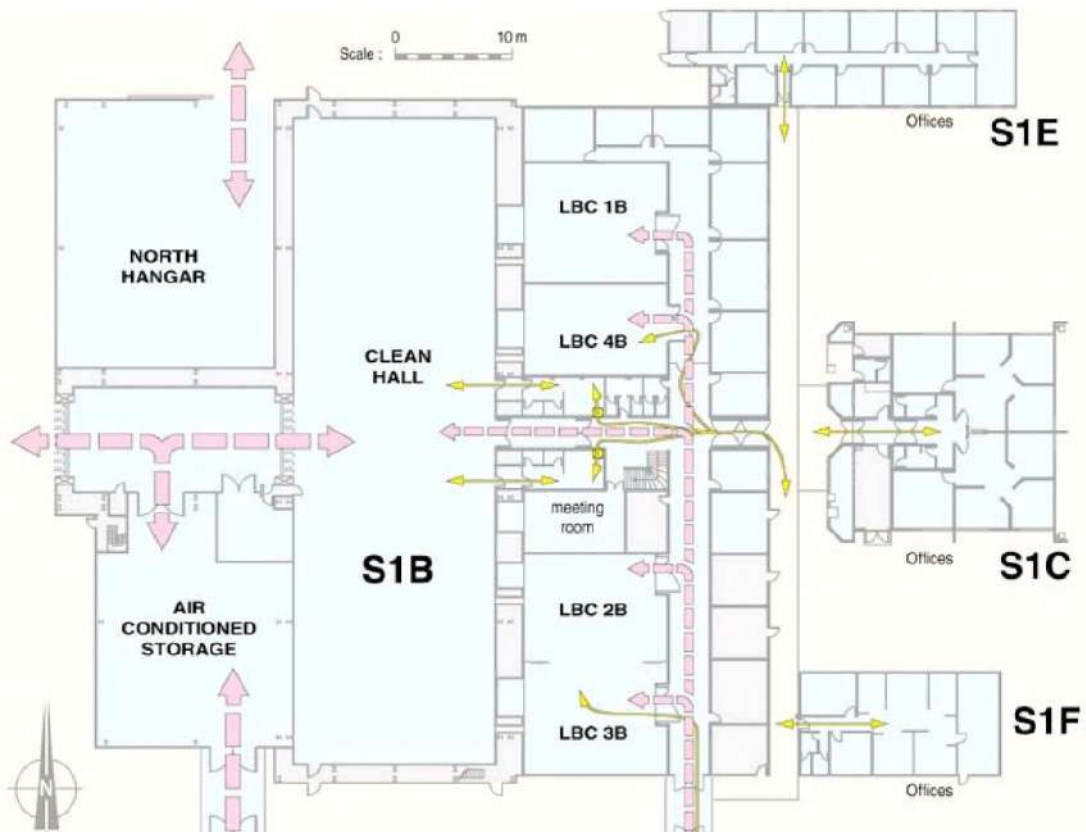 0 10 m
Scale :
Offices
S1E
LBC 1B
NORTH
HANGAR
LBC 4B
CLEAN
HALL
meeting
room
Offices
S1C
S1B
AIR
CONDITIONED
STORAGE
LBC 2B
S1F
LBC 3B
Offices
N